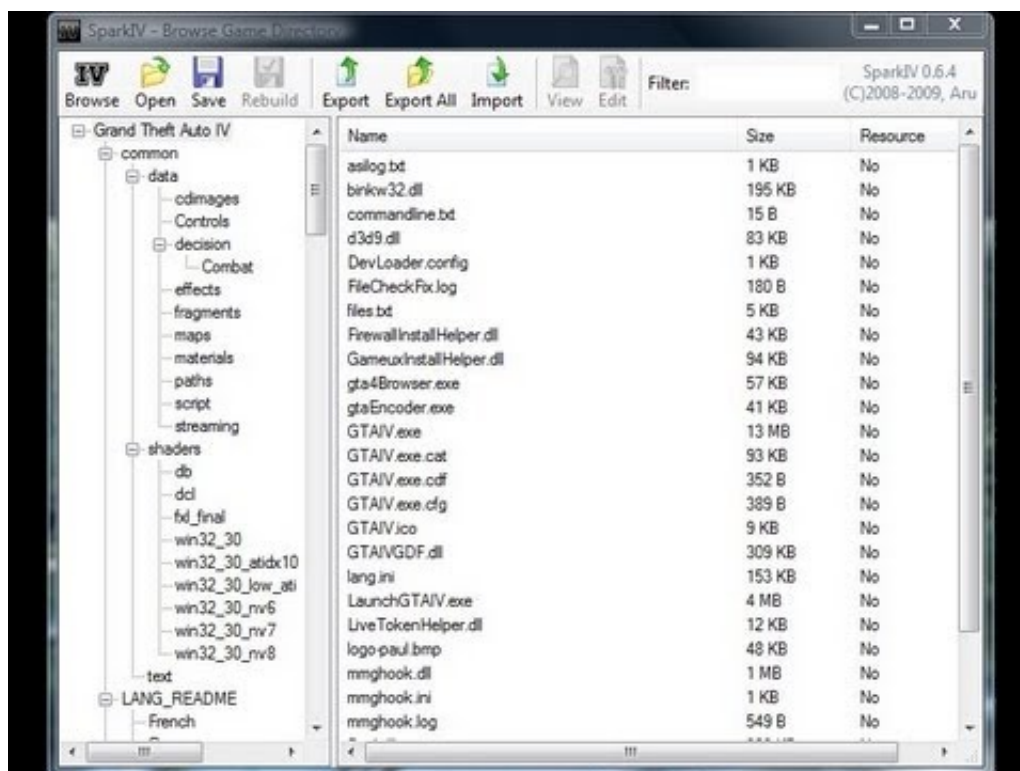 SparkIV - Browse Game Directory
IV
Browse Open Save Rebuild Export Export All Import View Edit Filter:
SparkIV 0.6.4
(C)2008-2009, Aru
Grand Theft Auto IV
common
data
cdimages
Controls
decision
Combat
effects
fragments
maps
materials
paths
script
streaming
shaders
db
dcl
fxl_final
win32_30
win32_30_atidx10
win32_30_low_ati
win32_30_nv6
win32_30_nv7
win32_30_nv8
text
LANG_README
French
Name Size Resource
asilog.txt 1 KB No
binkw32.dll 195 KB No
commandline.txt 15 B No
d3d9.dll 83 KB No
DevLoader.config 1 KB No
FileCheckFix.log 180 B No
files.txt 5 KB No
FirewallInstallHelper.dll 43 KB No
GameuxInstallHelper.dll 94 KB No
gta4Browser.exe 57 KB No
gtaEncoder.exe 41 KB No
GTAIV.exe 13 MB No
GTAIV.exe.cat 93 KB No
GTAIV.exe.cdf 352 B No
GTAIV.exe.cfg 389 B No
GTAIV.ico 9 KB No
GTAIVGDF.dll 309 KB No
lang.ini 153 KB No
LaunchGTAIV.exe 4 MB No
LiveTokenHelper.dll 12 KB No
logo-paul.bmp 48 KB No
mmghook.dll 1 MB No
mmghook.ini 1 KB No
mmghook.log 549 B No